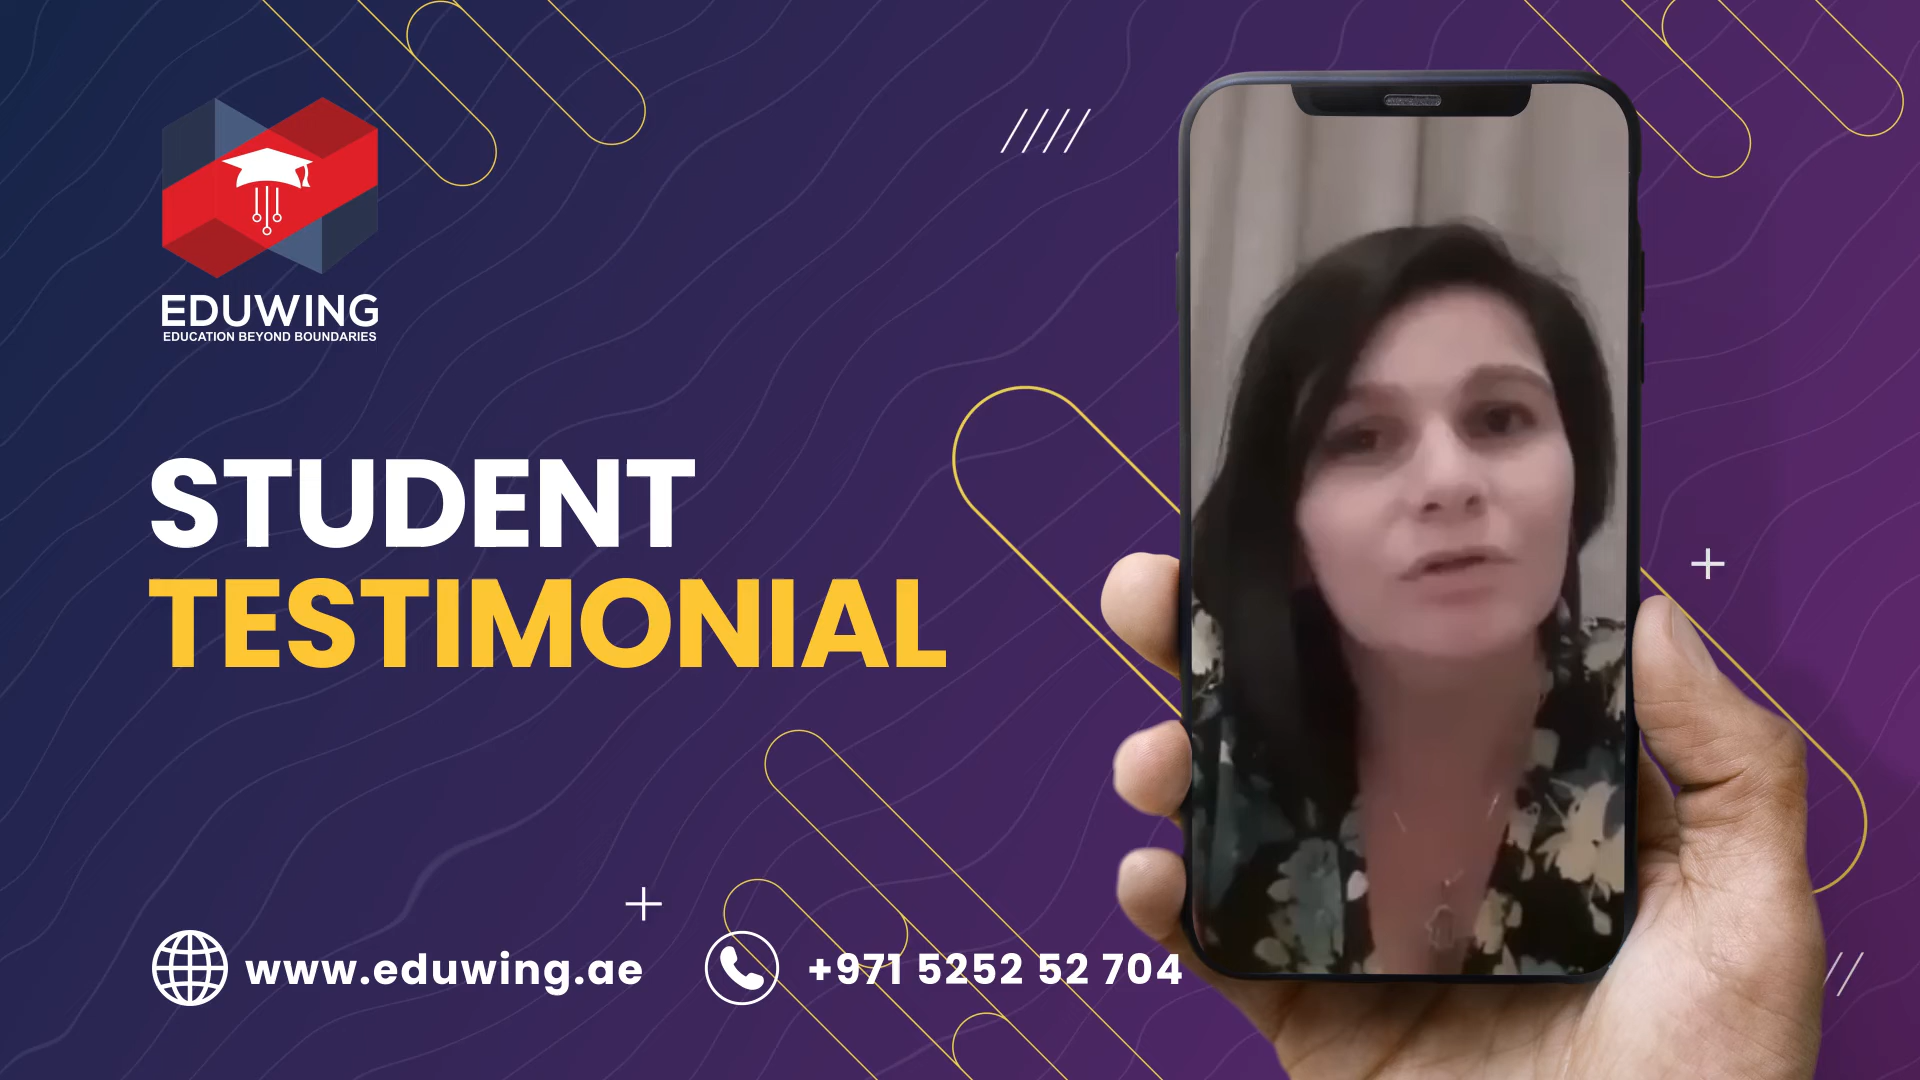 EDUWING
EDUCATION BEYOND BOUNDARIES
STUDENT
TESTIMONIAL
www.eduwing.ae
+971 5252 52 704